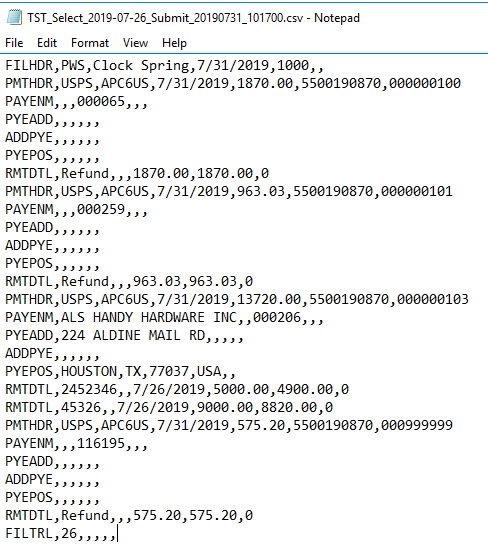 TST_Select_2019-07-26_Submit_20190731_101700.csv - Notepad
File Edit Format View Help
FILHDR,PWS,Clock Spring,7/31/2019,1000,,
PMTHDR,USPS,APC6US,7/31/2019,1870.00,5500190870,000000100
PAYENM,,,000065,,,
PYEADD,,,,,,
ADDPYE,,,,,,
PYEPOS,,,,,,
RMTDTL,Refund,,,1870.00,1870.00,0
PMTHDR,USPS,APC6US,7/31/2019,963.03,5500190870,000000101
PAYENM,,,000259,,,
PYEADD,,,,,,
ADDPYE,,,,,,
PYEPOS,,,,,,
RMTDTL,Refund,,,963.03,963.03,0
PMTHDR,USPS,APC6US,7/31/2019,13720.00,5500190870,000000103
PAYENM,ALS HANDY HARDWARE INC,,000206,,,
PYEADD,224 ALDINE MAIL RD,,,,,
ADDPYE,,,,,,
PYEPOS,HOUSTON,TX,77037,USA,,
RMTDTL,2452346,,7/26/2019,5000.00,4900.00,0
RMTDTL,45326,,7/26/2019,9000.00,8820.00,0
PMTHDR,USPS,APC6US,7/31/2019,575.20,5500190870,000999999
PAYENM,,,116195,,,
PYEADD,,,,,,
ADDPYE,,,,,,
PYEPOS,,,,,,
RMTDTL,Refund,,,575.20,575.20,0
FILTRL,26,,,,,